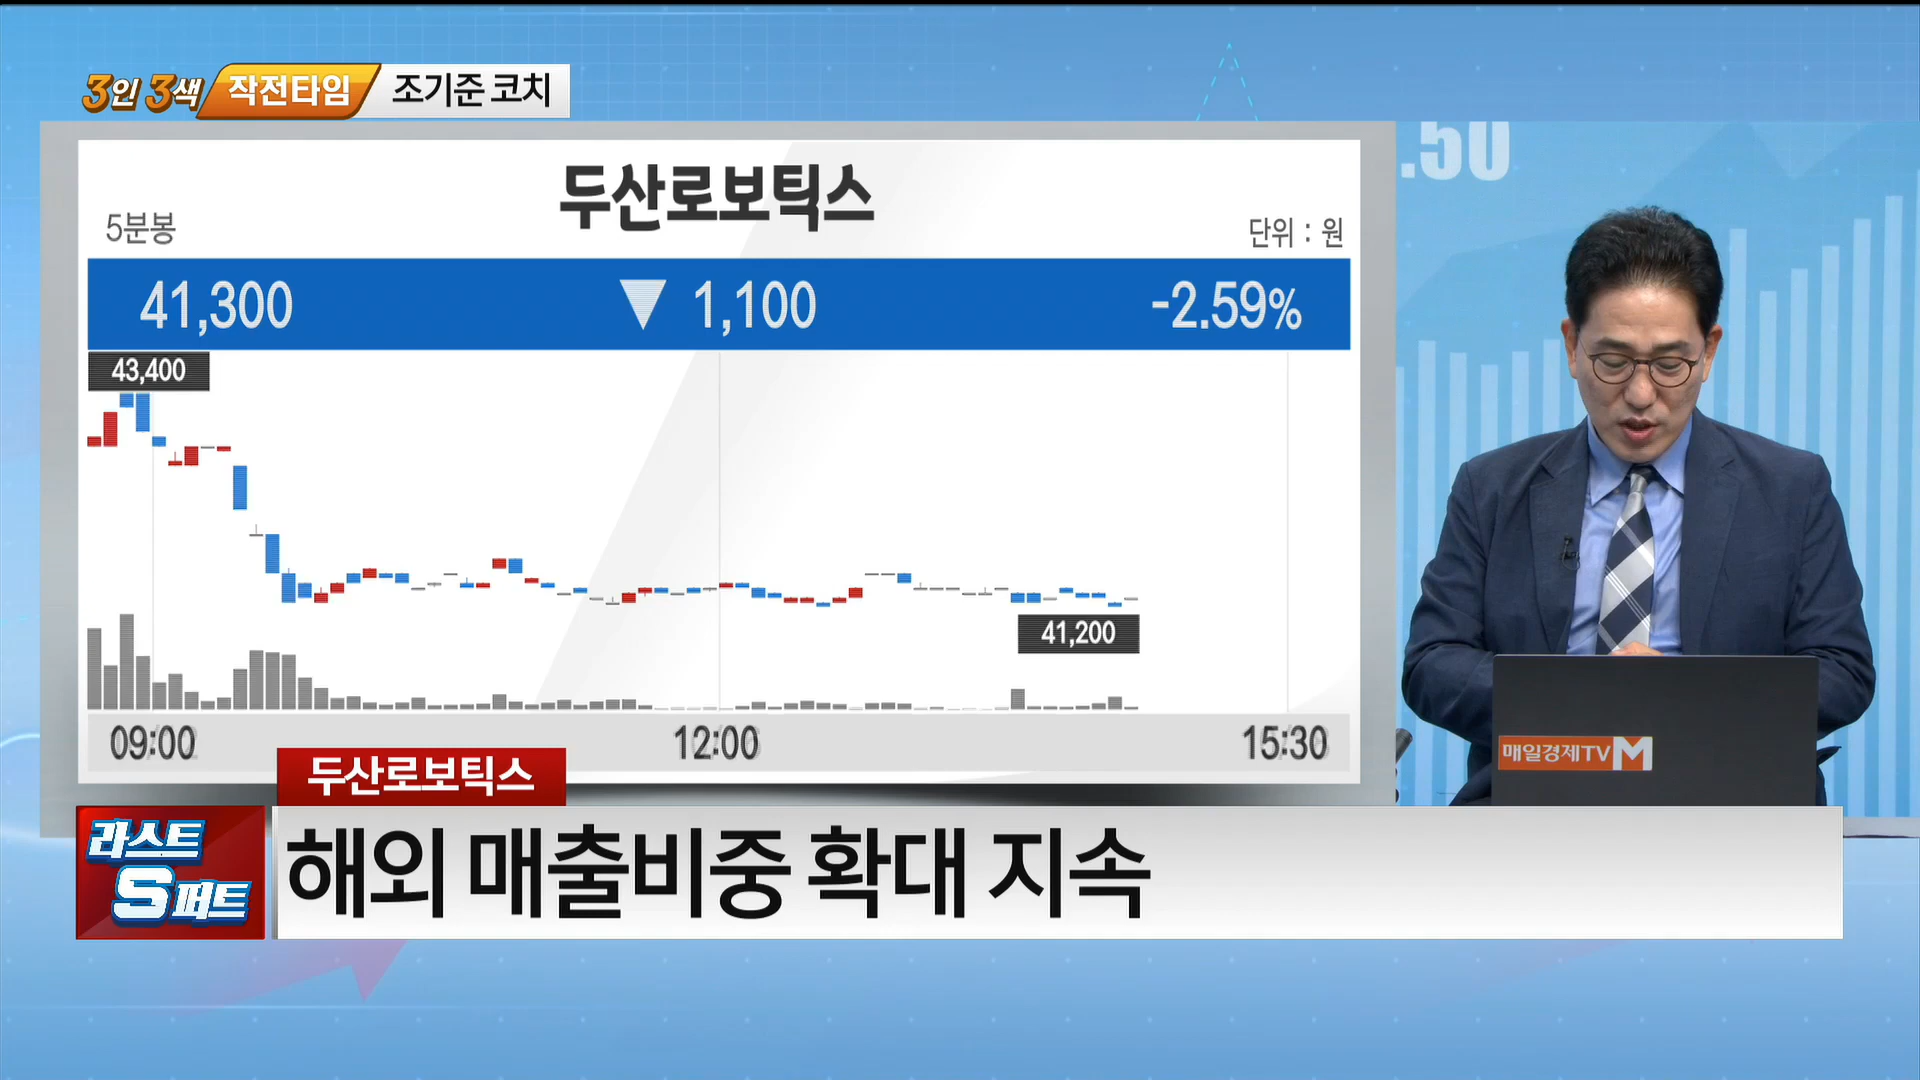 3인 3색 작전타임 조기준 코치
.50
두산로보틱스
5분봉
단위 : 원
41,300 ▼ 1,100 -2.59%
43,400
41,200
09:00 12:00 15:30
매일경제TV M
두산로보틱스
라스트
S퍼트
해외 매출비중 확대 지속